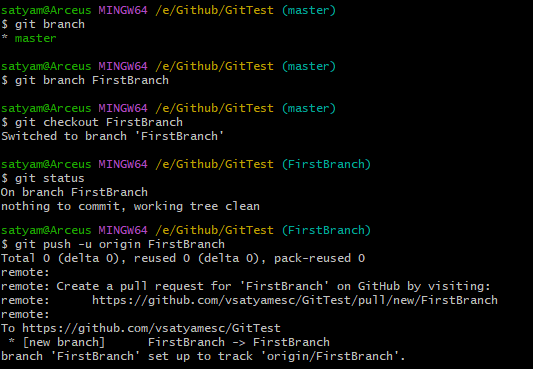 satyam@Arceus MINGW64 /e/Github/GitTest (master)
$ git branch
* master
satyam@Arceus MINGW64 /e/Github/GitTest (master)
$ git branch FirstBranch
satyam@Arceus MINGW64 /e/Github/GitTest (master)
$ git checkout FirstBranch
Switched to branch 'FirstBranch'
satyam@Arceus MINGW64 /e/Github/GitTest (FirstBranch)
$ git status
On branch FirstBranch
nothing to commit, working tree clean
satyam@Arceus MINGW64 /e/Github/GitTest (FirstBranch)
$ git push -u origin FirstBranch
Total 0 (delta 0), reused 0 (delta 0), pack-reused 0
remote:
remote: Create a pull request for 'FirstBranch' on GitHub by visiting:
remote:      https://github.com/vsatyamesc/GitTest/pull/new/FirstBranch
remote:
To https://github.com/vsatyamesc/GitTest
 * [new branch]      FirstBranch -> FirstBranch
branch 'FirstBranch' set up to track 'origin/FirstBranch'.